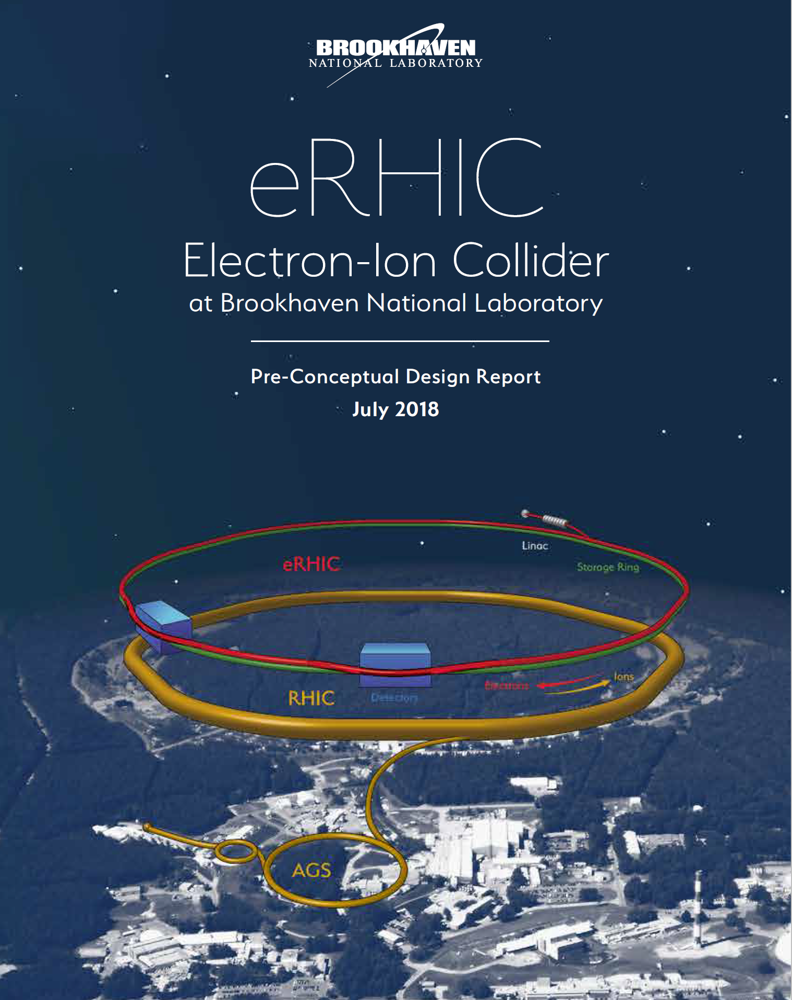 BROOKHAVEN
NATIONAL LABORATORY
eRHIC
Electron-Ion Collider
at Brookhaven National Laboratory
Pre-Conceptual Design Report
July 2018
Linac
eRHIC
Storage Ring
Ions
Electrons
RHIC
Detectors
AGS